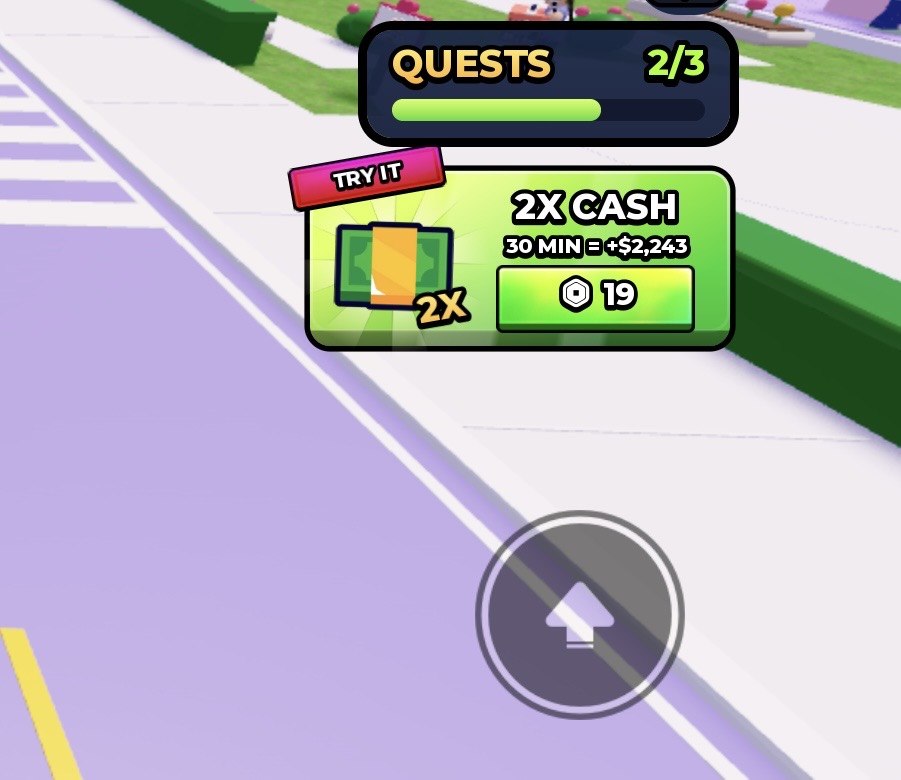 QUESTS 2/3
TRY IT
2X CASH
30 MIN = +$2,243
2X
19